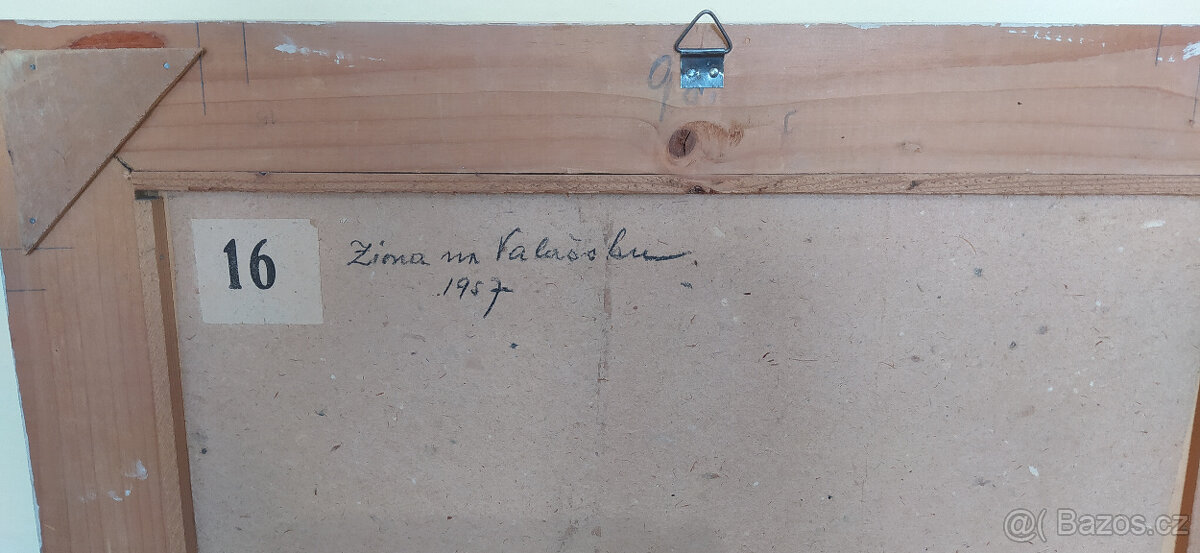 16
Zima na Valašsku.
1957
@( Bazos.cz